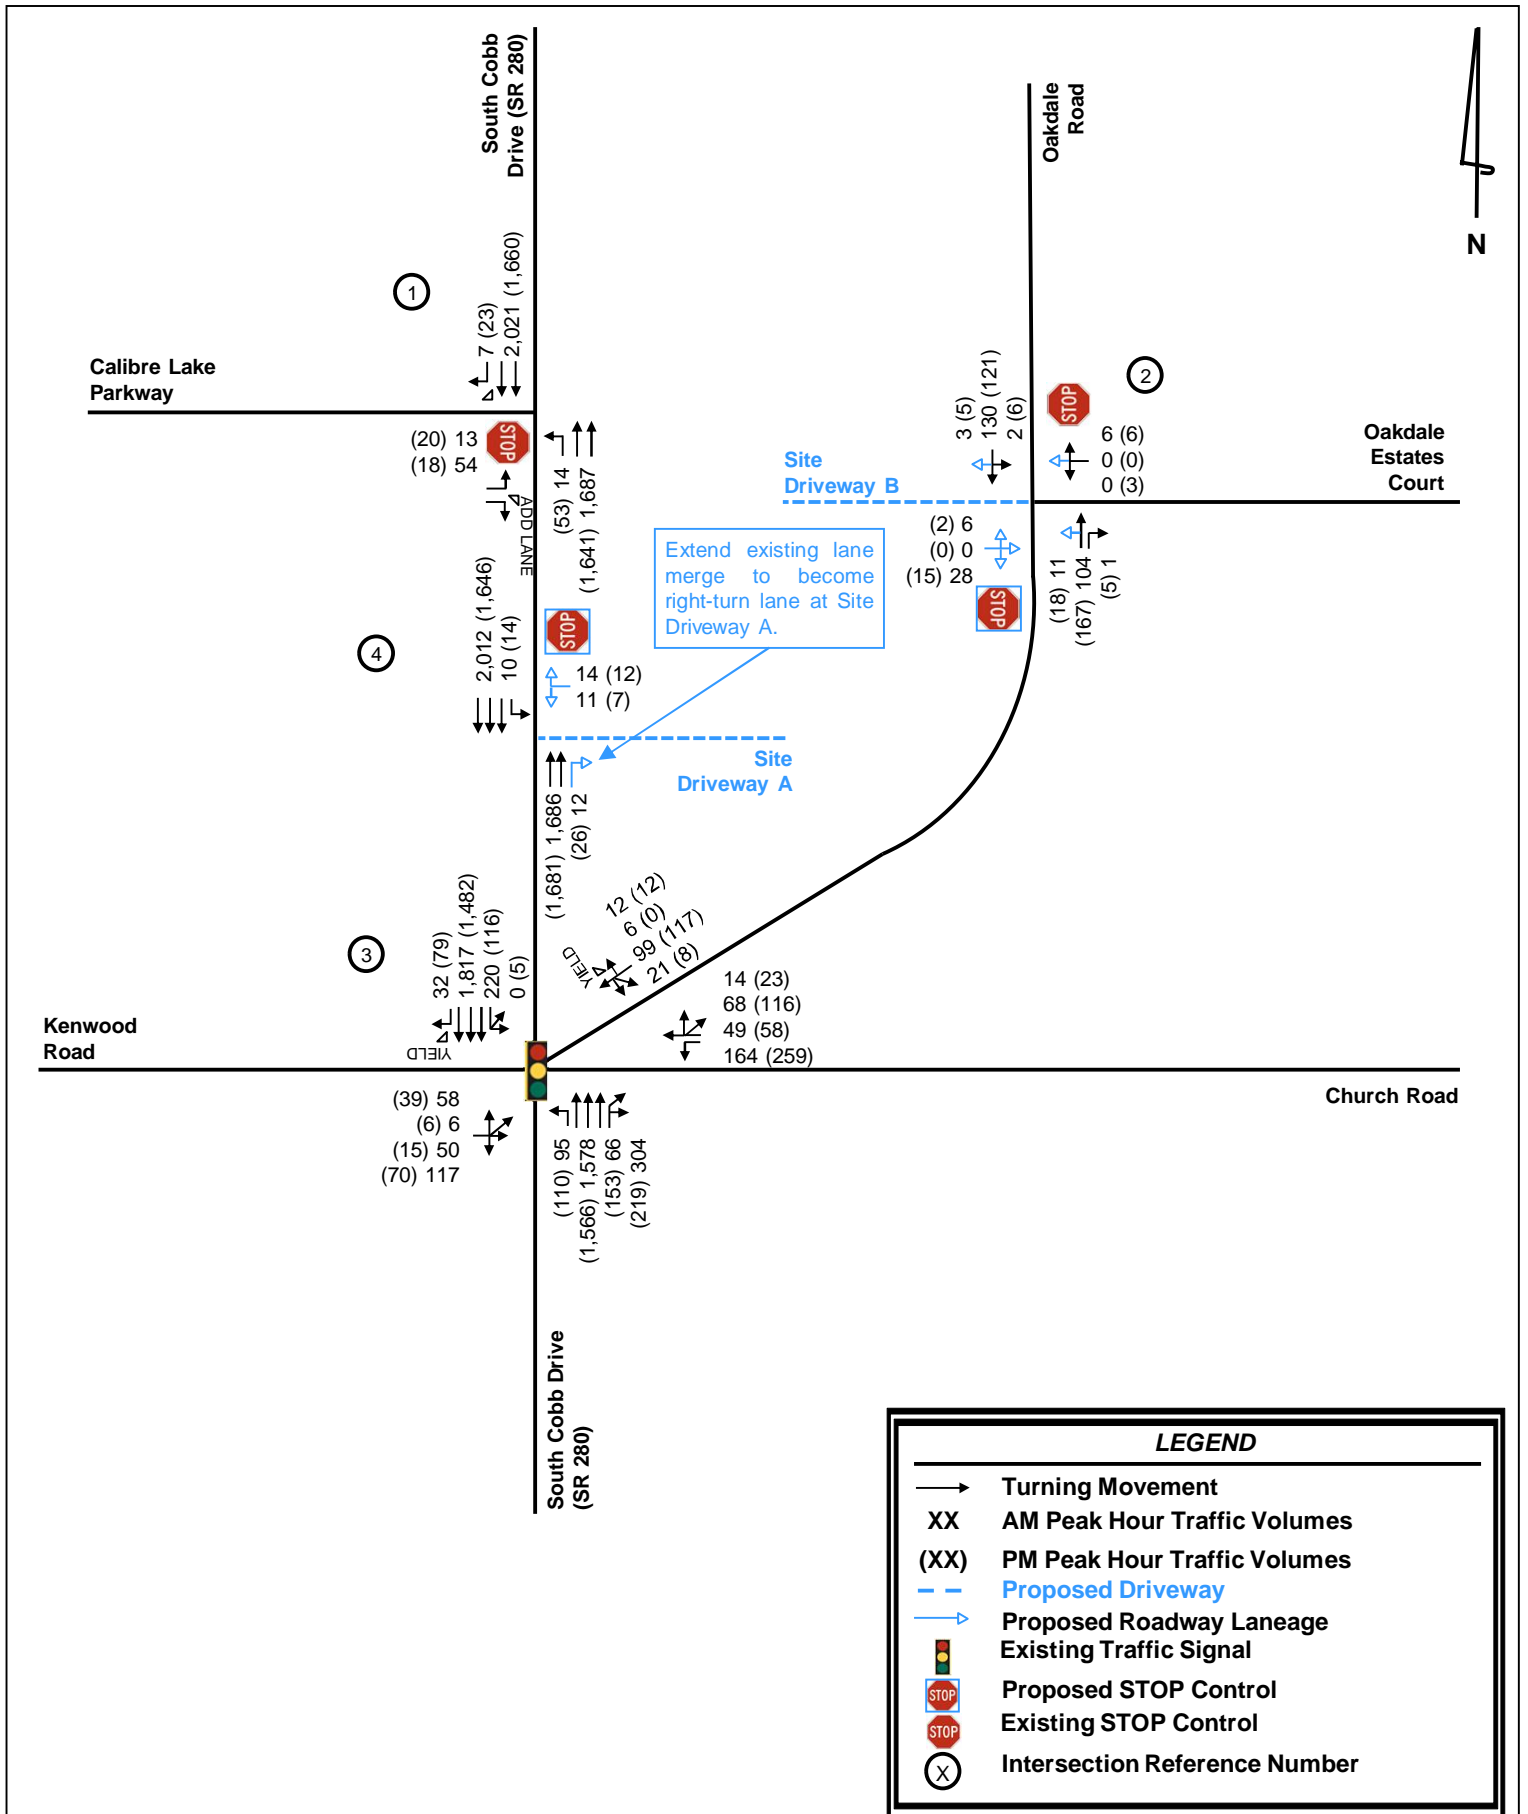 South Cobb
Drive (SR 280)
Oakdale
Road
N
1
7 (23)
2,021 (1,660)
Calibre Lake
Parkway
STOP
(20) 13
(18) 54
ADD LANE
(53) 14
(1,641) 1,687
2
3 (5)
130 (121)
2 (6)
STOP
6 (6)
0 (0)
0 (3)
Oakdale
Estates
Court
Site
Driveway B
(2) 6
(0) 0
(15) 28
STOP
(18) 11
(167) 104
(5) 1
Extend existing lane
merge to become
right-turn lane at Site
Driveway A.
4
2,012 (1,646)
10 (14)
STOP
14 (12)
11 (7)
Site
Driveway A
(1,681) 1,686
(26) 12
3
32 (79)
1,817 (1,482)
220 (116)
0 (5)
YIELD
12 (12)
6 (0)
99 (117)
21 (8)
YIELD
14 (23)
68 (116)
49 (58)
164 (259)
Kenwood
Road
Church Road
(39) 58
(6) 6
(15) 50
(70) 117
(110) 95
(1,566) 1,578
(153) 66
(219) 304
South Cobb Drive
(SR 280)
LEGEND
Turning Movement
XX AM Peak Hour Traffic Volumes
(XX) PM Peak Hour Traffic Volumes
Proposed Driveway
Proposed Roadway Laneage
Existing Traffic Signal
STOP Proposed STOP Control
STOP Existing STOP Control
X Intersection Reference Number